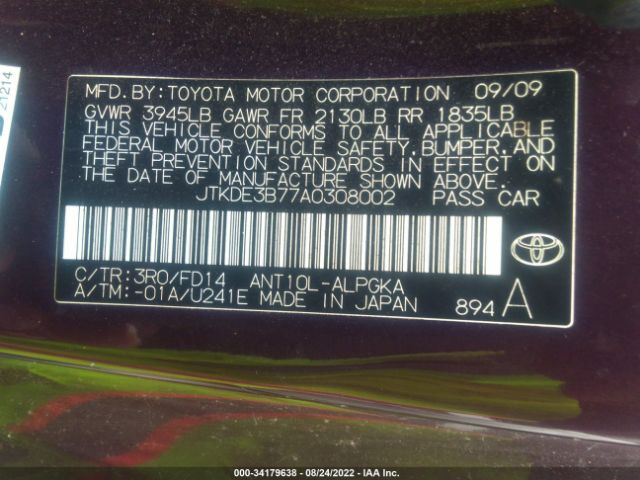 21214
MFD. BY: TOYOTA MOTOR CORPORATION 09/09
GVWR 3945LB GAWR FR 2130LB RR 1835LB
THIS VEHICLE CONFORMS TO ALL APPLICABLE
FEDERAL MOTOR VEHICLE SAFETY, BUMPER, AND
THEFT PREVENTION STANDARDS IN EFFECT ON
THE DATE OF MANUFACTURE SHOWN ABOVE.
JTKDE3B77A0308002 PASS CAR
C/TR: 3R0/FD14 ANT10L-ALPGKA
A/TM: -01A/U241E MADE IN JAPAN 894 A
000-34179638 - 08/24/2022 - IAA Inc.